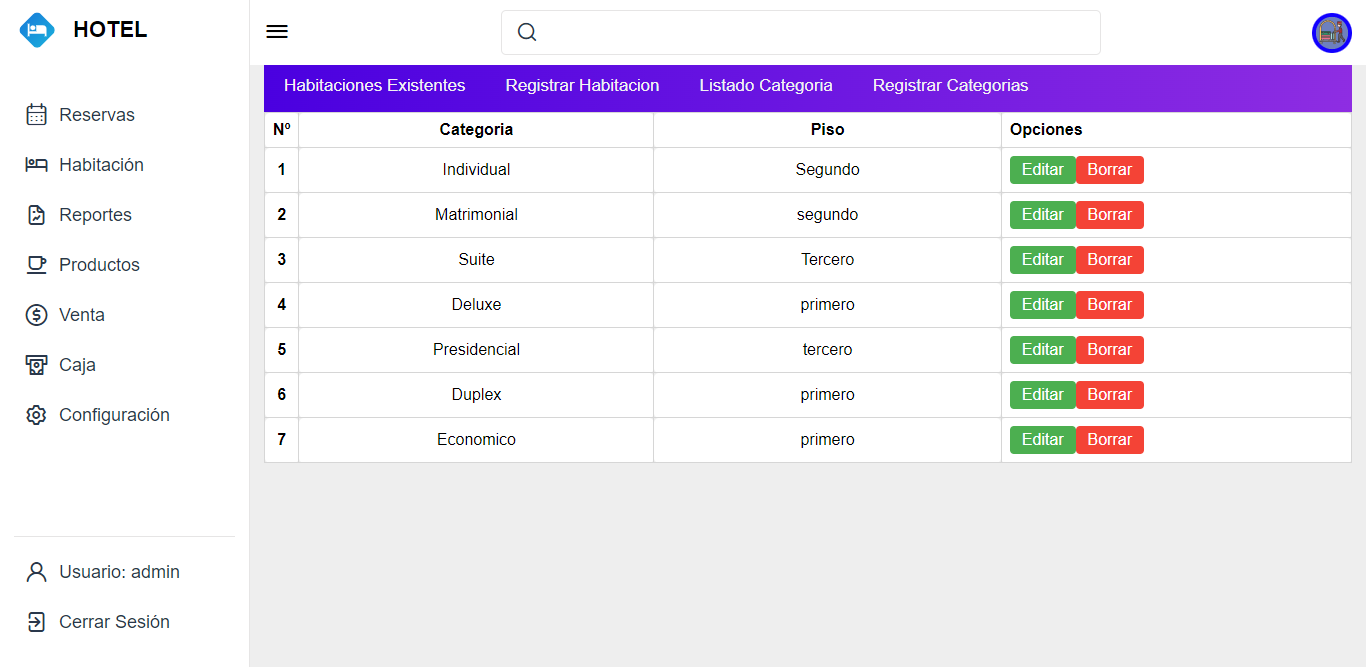 HOTEL
Reservas
Habitación
Reportes
Productos
Venta
Caja
Configuración
Usuario: admin
Cerrar Sesión
Habitaciones Existentes Registrar Habitacion Listado Categoria Registrar Categorias
Nº Categoria Piso Opciones
1 Individual Segundo Editar Borrar
2 Matrimonial segundo Editar Borrar
3 Suite Tercero Editar Borrar
4 Deluxe primero Editar Borrar
5 Presidencial tercero Editar Borrar
6 Duplex primero Editar Borrar
7 Economico primero Editar Borrar